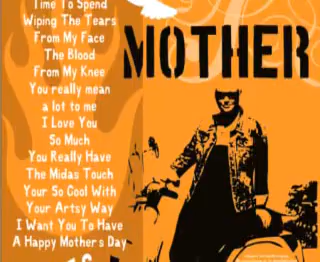 Time To Spend
Wiping The Tears
From My Face
The Blood
From My Knee
You really mean
a lot to me
I Love You
So Much
You Really Have
The Midas Touch
Your So Cool With
Your Artsy Way
I Want You To Have
A Happy Mothers Day
MOTHER